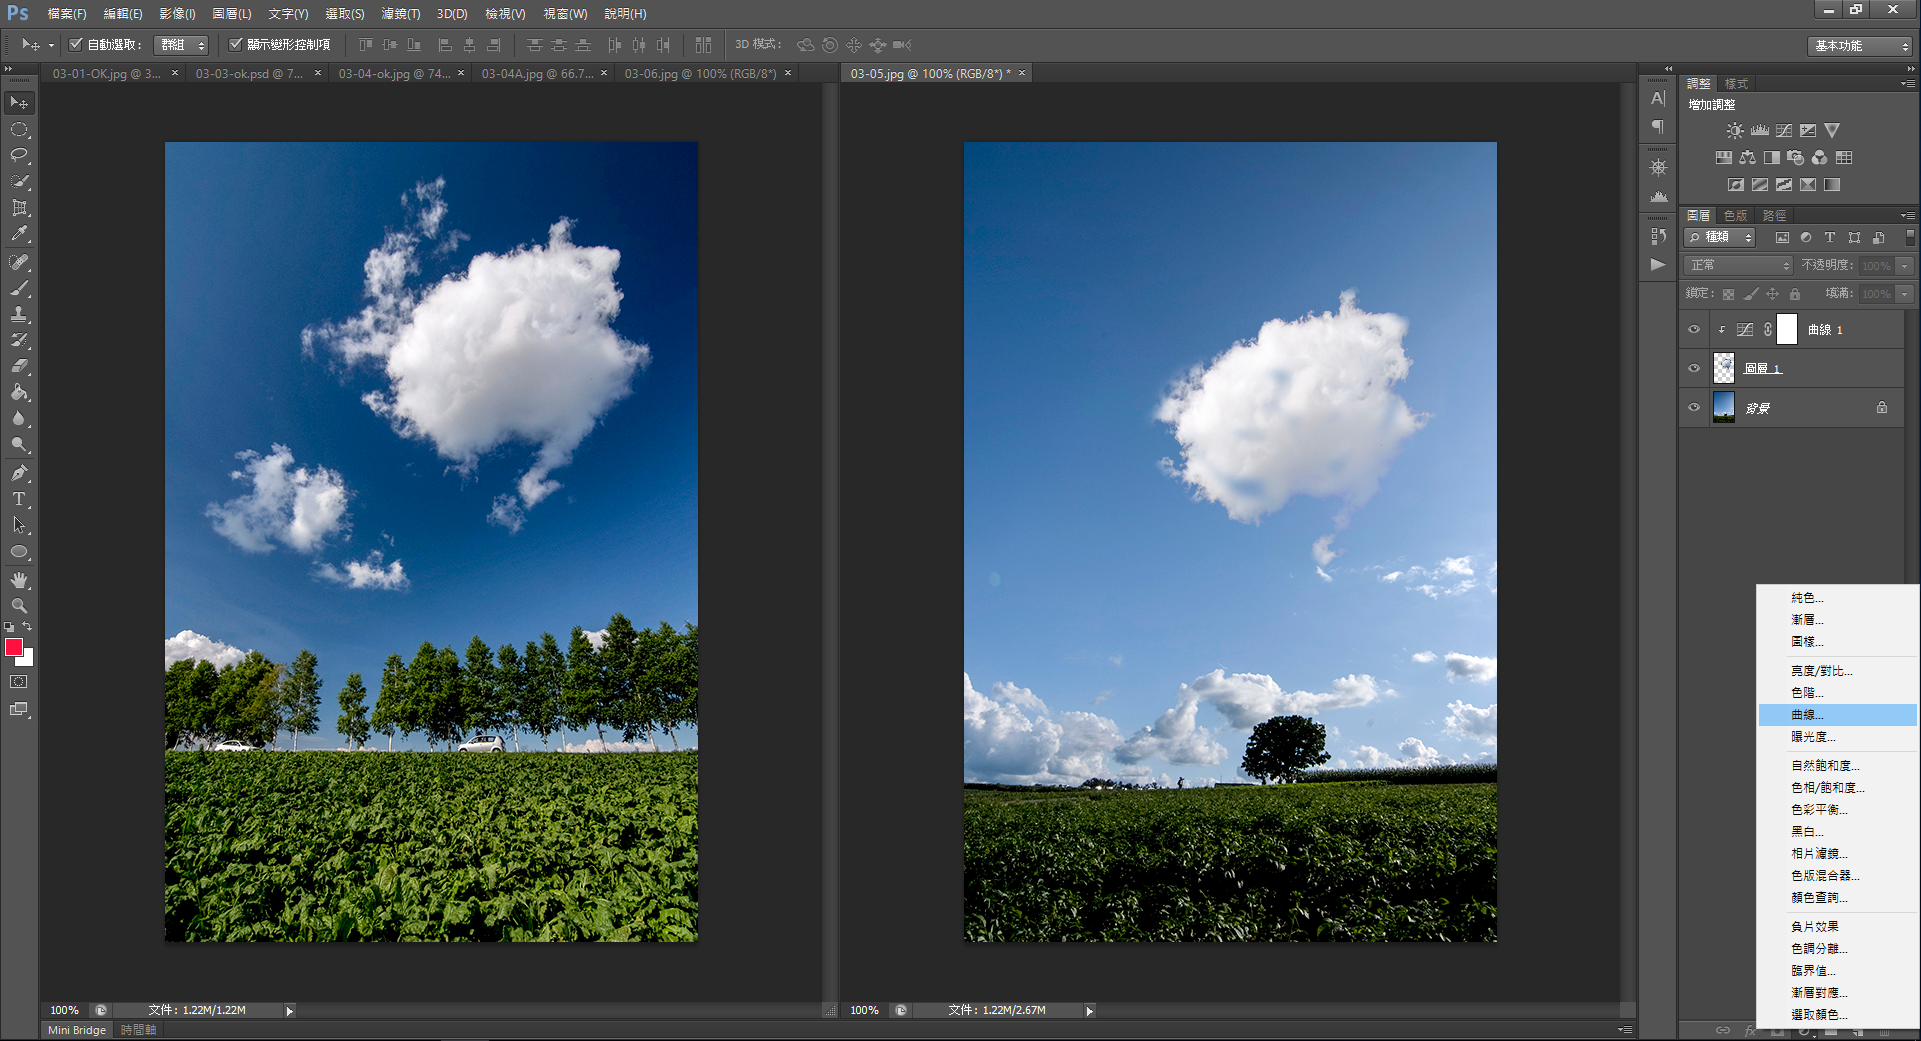 Ps 檔案(F) 編輯(E) 影像(I) 圖層(L) 文字(Y) 選取(S) 濾鏡(T) 3D(D) 檢視(V) 視窗(W) 說明(H)
自動選取： 群組 顯示變形控制項 3D 模式： 基本功能
03-01-OK.jpg @ 3... × 03-03-ok.psd @ 7... × 03-04-ok.jpg @ 74... × 03-04A.jpg @ 66.7... × 03-06.jpg @ 100% (RGB/8*) × 03-05.jpg @ 100% (RGB/8*) * ×
調整 樣式
增加調整
圖層 色版 路徑
種類
正常 不透明度： 100%
鎖定： 填滿： 100%
曲線 1
圖層 1
背景
純色...
漸層...
圖樣...
亮度/對比...
色階...
曲線...
曝光度...
自然飽和度...
色相/飽和度...
色彩平衡...
黑白...
相片濾鏡...
色版混合器...
顏色查詢...
負片效果
色調分離...
臨界值...
漸層對應...
選取顏色...
100% 文件：1.22M/1.22M
100% 文件：1.22M/2.67M
Mini Bridge 時間軸
fx